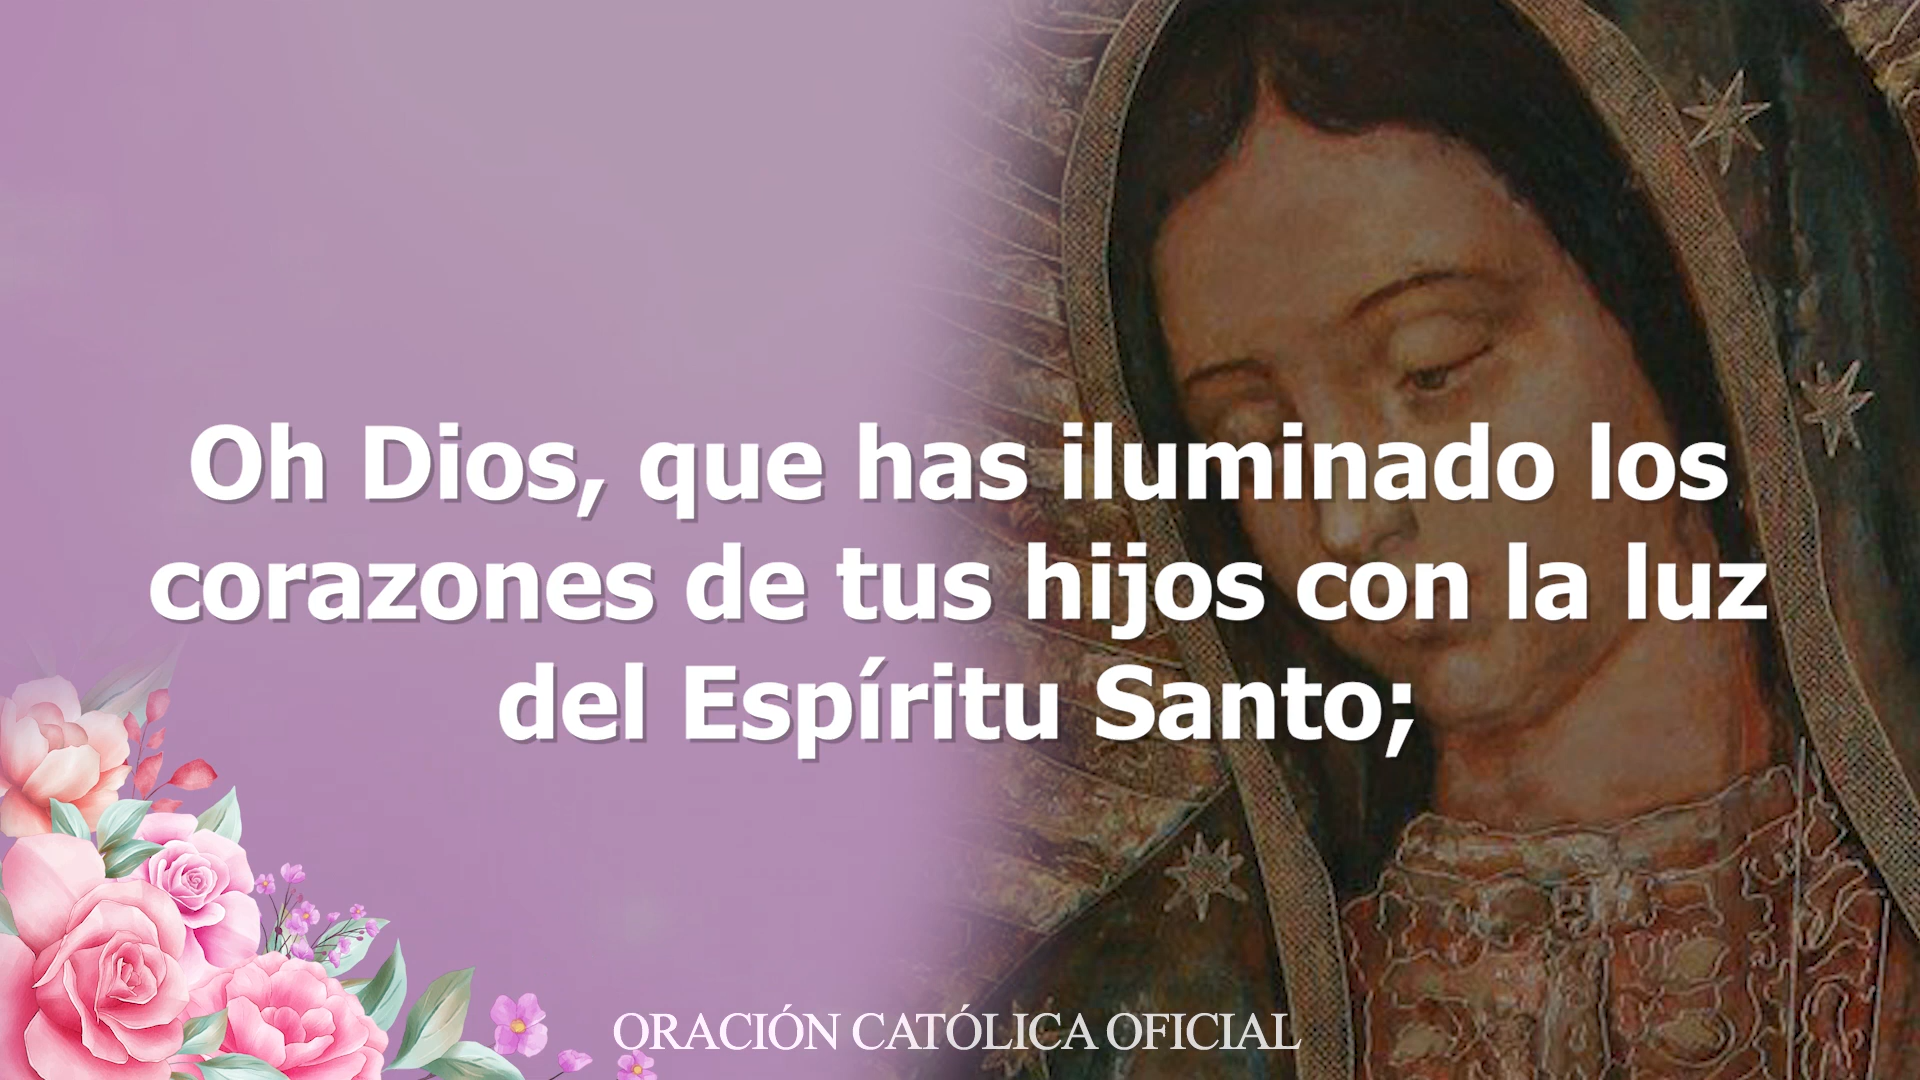 Oh Dios, que has iluminado los
corazones de tus hijos con la luz
del Espíritu Santo;
ORACIÓN CATÓLICA OFICIAL